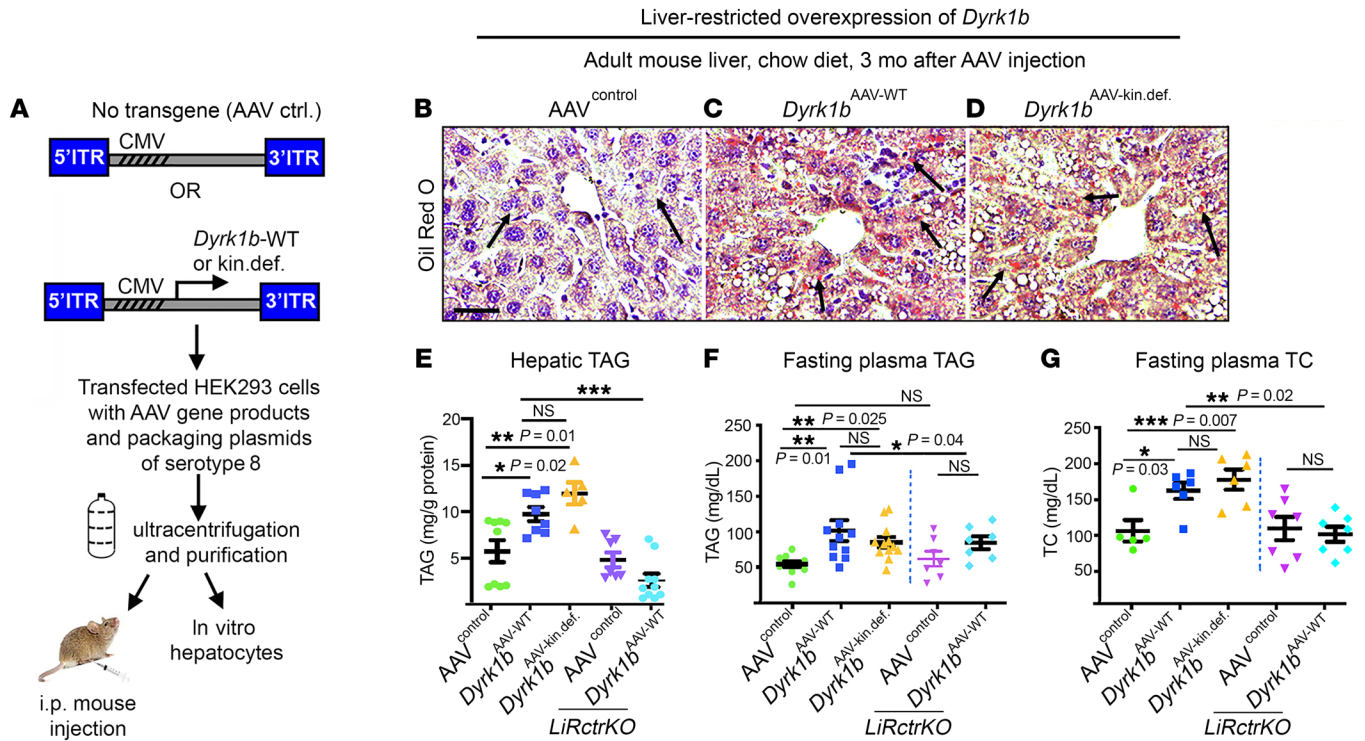 Liver-restricted overexpression of Dyrk1b
Adult mouse liver, chow diet, 3 mo after AAV injection
A
No transgene (AAV ctrl.)
5'ITR
CMV
3'ITR
OR
Dyrk1b-WT
or kin.def.
5'ITR
CMV
3'ITR
Transfected HEK293 cells
with AAV gene products
and packaging plasmids
of serotype 8
ultracentrifugation
and purification
i.p. mouse
injection
In vitro
hepatocytes
B
AAVcontrol
C
Dyrk1bAAV-WT
D
Dyrk1bAAV-kin.def.
Oil Red O
E
Hepatic TAG
***
NS
** P = 0.01
* P = 0.02
TAG (mg/g protein)
20
15
10
5
AAVcontrol
Dyrk1bAAV-WT
Dyrk1bAAV-kin.def.
AAVcontrol
Dyrk1bAAV-WT
LiRctrKO
F
Fasting plasma TAG
NS
** P = 0.025
** NS * P = 0.04
P = 0.01
NS
TAG (mg/dL)
250
200
150
100
50
AAVcontrol
Dyrk1bAAV-WT
Dyrk1bAAV-kin.def.
AAVcontrol
Dyrk1bAAV-WT
LiRctrKO
G
Fasting plasma TC
** P = 0.02
*** P = 0.007
* NS
P = 0.03
NS
TC (mg/dL)
250
200
150
100
50
AAVcontrol
Dyrk1bAAV-WT
Dyrk1bAAV-kin.def.
AAVcontrol
Dyrk1bAAV-WT
LiRctrKO